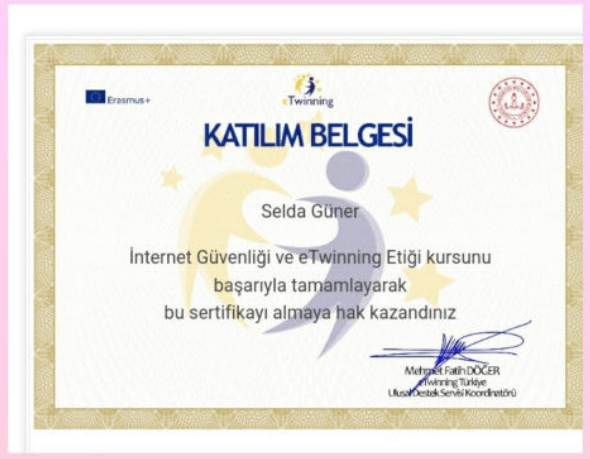 Erasmus+
eTwinning
KATILIM BELGESİ
Selda Güner
İnternet Güvenliği ve eTwinning Etiği kursunu
başarıyla tamamlayarak
bu sertifikayı almaya hak kazandınız
Mehmet Fatih DÖĞER
eTwinning Türkiye
Ulusal Destek Servisi Koordinatörü